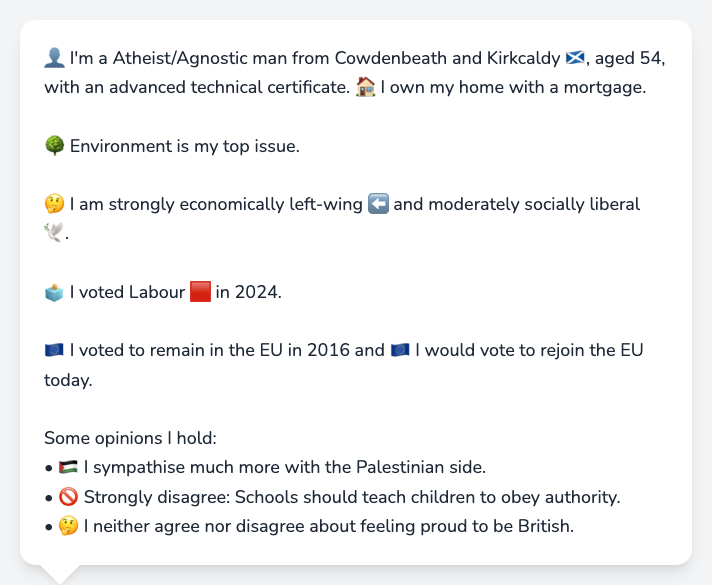 👤 I'm a Atheist/Agnostic man from Cowdenbeath and Kirkcaldy 🏴󠁧󠁢󠁳󠁣󠁴󠁿, aged 54,
with an advanced technical certificate. 🏠 I own my home with a mortgage.
🌳 Environment is my top issue.
🤔 I am strongly economically left-wing ⬅️ and moderately socially liberal
🕊️.
🗳️ I voted Labour 🟥 in 2024.
🇪🇺 I voted to remain in the EU in 2016 and 🇪🇺 I would vote to rejoin the EU
today.
Some opinions I hold:
• 🇵🇸 I sympathise much more with the Palestinian side.
• 🚫 Strongly disagree: Schools should teach children to obey authority.
• 🤔 I neither agree nor disagree about feeling proud to be British.